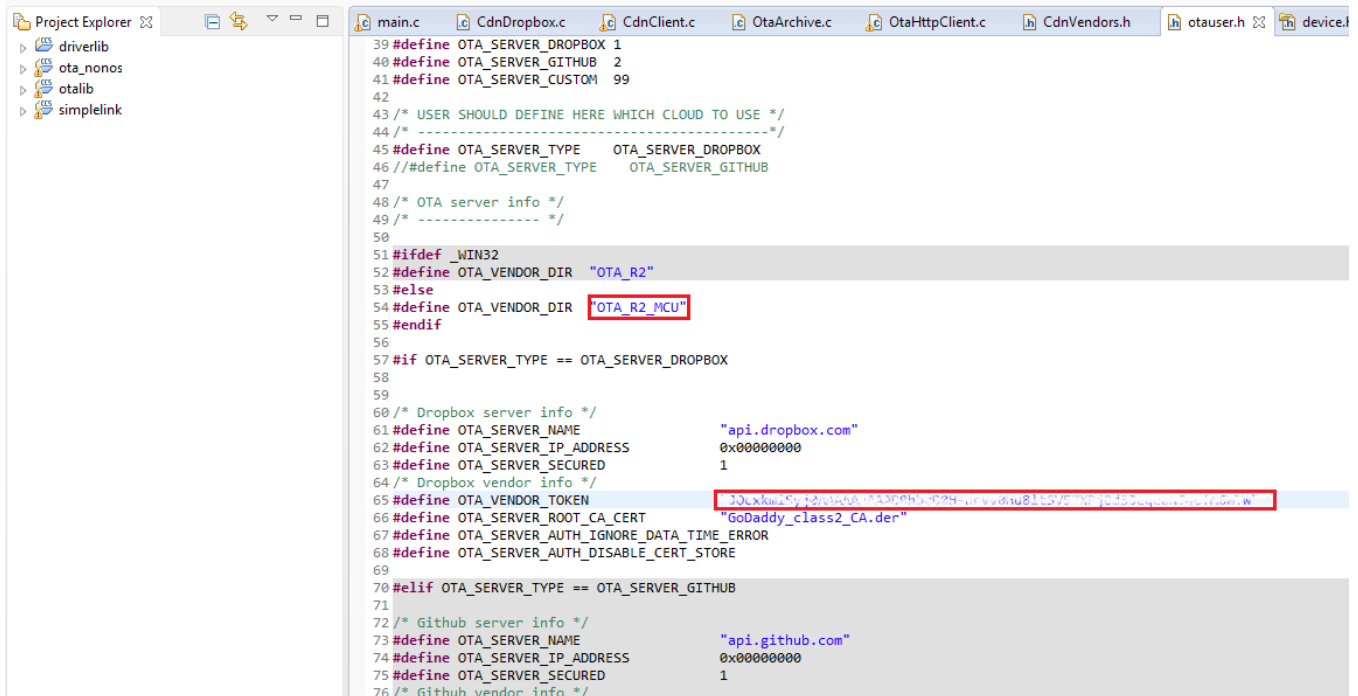 Project Explorer
driverlib
ota_nonos
otalib
simplelink
main.c CdnDropbox.c CdnClient.c OtaArchive.c OtaHttpClient.c CdnVendors.h otauser.h device.h
39 #define OTA_SERVER_DROPBOX 1
40 #define OTA_SERVER_GITHUB  2
41 #define OTA_SERVER_CUSTOM  99
42
43 /* USER SHOULD DEFINE HERE WHICH CLOUD TO USE */
44 /* -------------------------------------------*/
45 #define OTA_SERVER_TYPE    OTA_SERVER_DROPBOX
46 //#define OTA_SERVER_TYPE    OTA_SERVER_GITHUB
47
48 /* OTA server info */
49 /* --------------- */
50
51 #ifdef _WIN32
52 #define OTA_VENDOR_DIR  "OTA_R2"
53 #else
54 #define OTA_VENDOR_DIR  "OTA_R2_MCU"
55 #endif
56
57 #if OTA_SERVER_TYPE == OTA_SERVER_DROPBOX
58
59
60 /* Dropbox server info */
61 #define OTA_SERVER_NAME                 "api.dropbox.com"
62 #define OTA_SERVER_IP_ADDRESS           0x00000000
63 #define OTA_SERVER_SECURED              1
64 /* Dropbox vendor info */
65 #define OTA_VENDOR_TOKEN
66 #define OTA_SERVER_ROOT_CA_CERT         "GoDaddy_class2_CA.der"
67 #define OTA_SERVER_AUTH_IGNORE_DATA_TIME_ERROR
68 #define OTA_SERVER_AUTH_DISABLE_CERT_STORE
69
70 #elif OTA_SERVER_TYPE == OTA_SERVER_GITHUB
71
72 /* Github server info */
73 #define OTA_SERVER_NAME                 "api.github.com"
74 #define OTA_SERVER_IP_ADDRESS           0x00000000
75 #define OTA_SERVER_SECURED              1
76 /* Github vendor info */